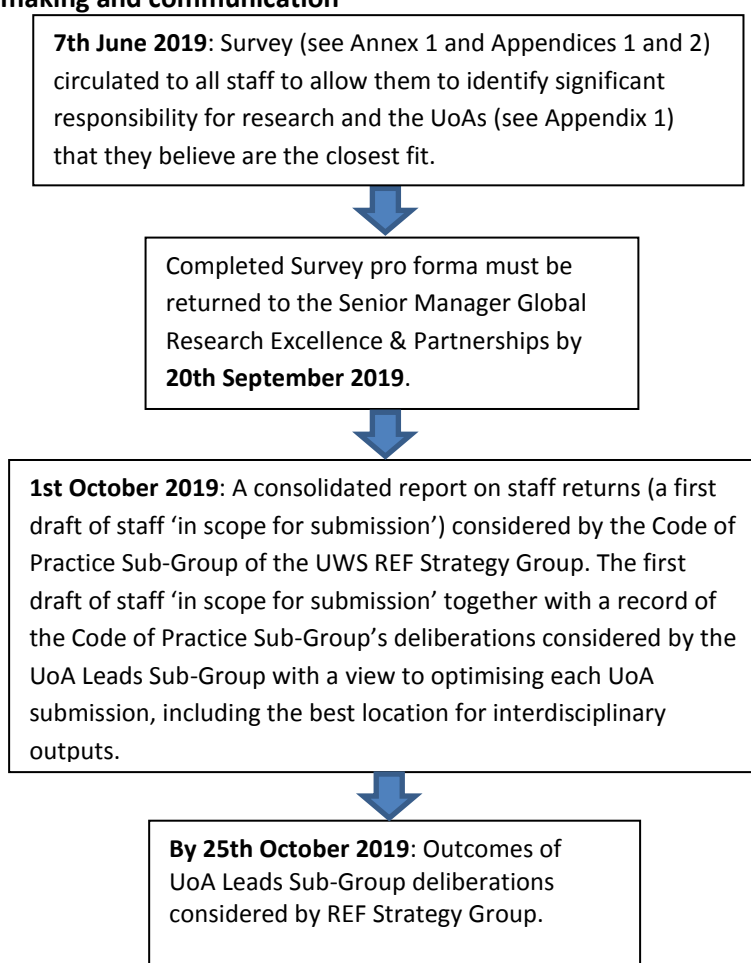 making and communication
7th June 2019: Survey (see Annex 1 and Appendices 1 and 2)
circulated to all staff to allow them to identify significant
responsibility for research and the UoAs (see Appendix 1)
that they believe are the closest fit.
Completed Survey pro forma must be
returned to the Senior Manager Global
Research Excellence & Partnerships by
20th September 2019.
1st October 2019: A consolidated report on staff returns (a first
draft of staff ‘in scope for submission’) considered by the Code of
Practice Sub-Group of the UWS REF Strategy Group. The first
draft of staff ‘in scope for submission’ together with a record of
the Code of Practice Sub-Group’s deliberations considered by the
UoA Leads Sub-Group with a view to optimising each UoA
submission, including the best location for interdisciplinary
outputs.
By 25th October 2019: Outcomes of
UoA Leads Sub-Group deliberations
considered by REF Strategy Group.